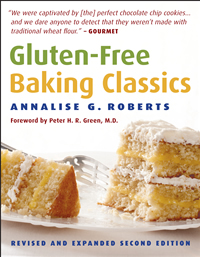 "We were captivated by [the] perfect chocolate chip cookies...
and we dare anyone to detect that they weren't made with
traditional wheat flour." – GOURMET
Gluten-Free
Baking Classics
ANNALISE G. ROBERTS
Foreword by Peter H. R. Green, M.D.
REVISED AND EXPANDED SECOND EDITION